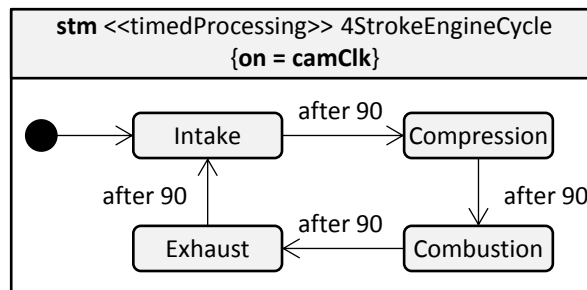 stm <<timedProcessing>> 4StrokeEngineCycle
{on = camClk}
Intake
after 90
Compression
after 90
after 90
after 90
Exhaust
Combustion